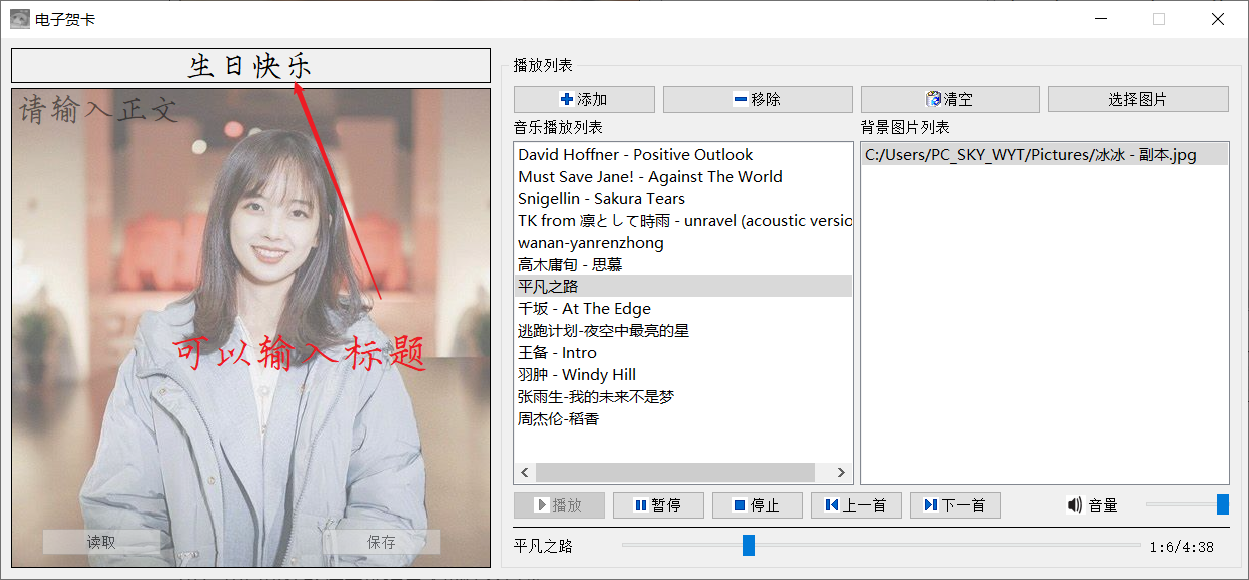 电子贺卡
生日快乐
请输入正文
可以输入标题
读取
保存
播放列表
添加
移除
清空
选择图片
音乐播放列表
背景图片列表
David Hoffner - Positive Outlook
Must Save Jane! - Against The World
Snigellin - Sakura Tears
TK from 凛として時雨 - unravel (acoustic versio
wanan-yanrenzhong
高木庸旬 - 思慕
平凡之路
千坂 - At The Edge
逃跑计划-夜空中最亮的星
王备 - Intro
羽肿 - Windy Hill
张雨生-我的未来不是梦
周杰伦-稻香
C:/Users/PC_SKY_WYT/Pictures/冰冰 - 副本.jpg
播放
暂停
停止
上一首
下一首
音量
平凡之路
1:6/4:38